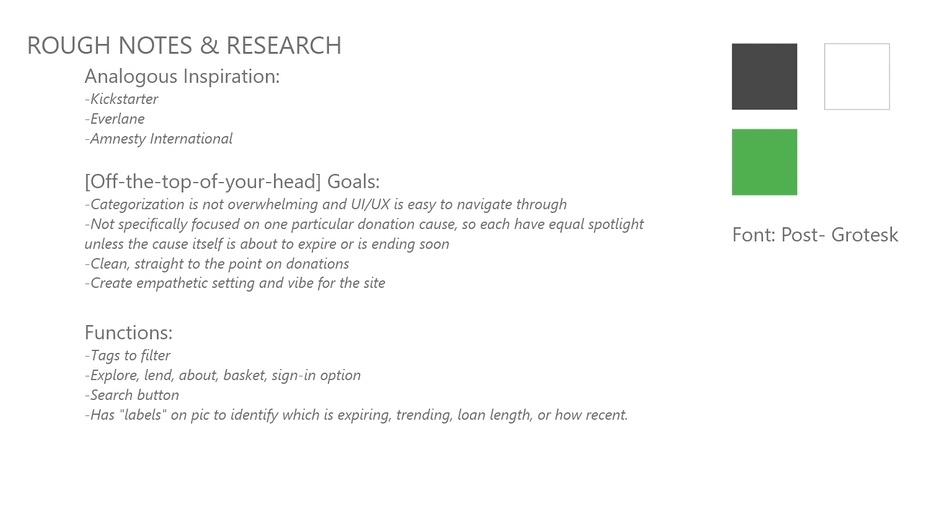 ROUGH NOTES & RESEARCH
Analogous Inspiration:
-Kickstarter
-Everlane
-Amnesty International
[Off-the-top-of-your-head] Goals:
-Categorization is not overwhelming and UI/UX is easy to navigate through
-Not specifically focused on one particular donation cause, so each have equal spotlight
unless the cause itself is about to expire or is ending soon
-Clean, straight to the point on donations
-Create empathetic setting and vibe for the site
Functions:
-Tags to filter
-Explore, lend, about, basket, sign-in option
-Search button
-Has "labels" on pic to identify which is expiring, trending, loan length, or how recent.
Font: Post- Grotesk